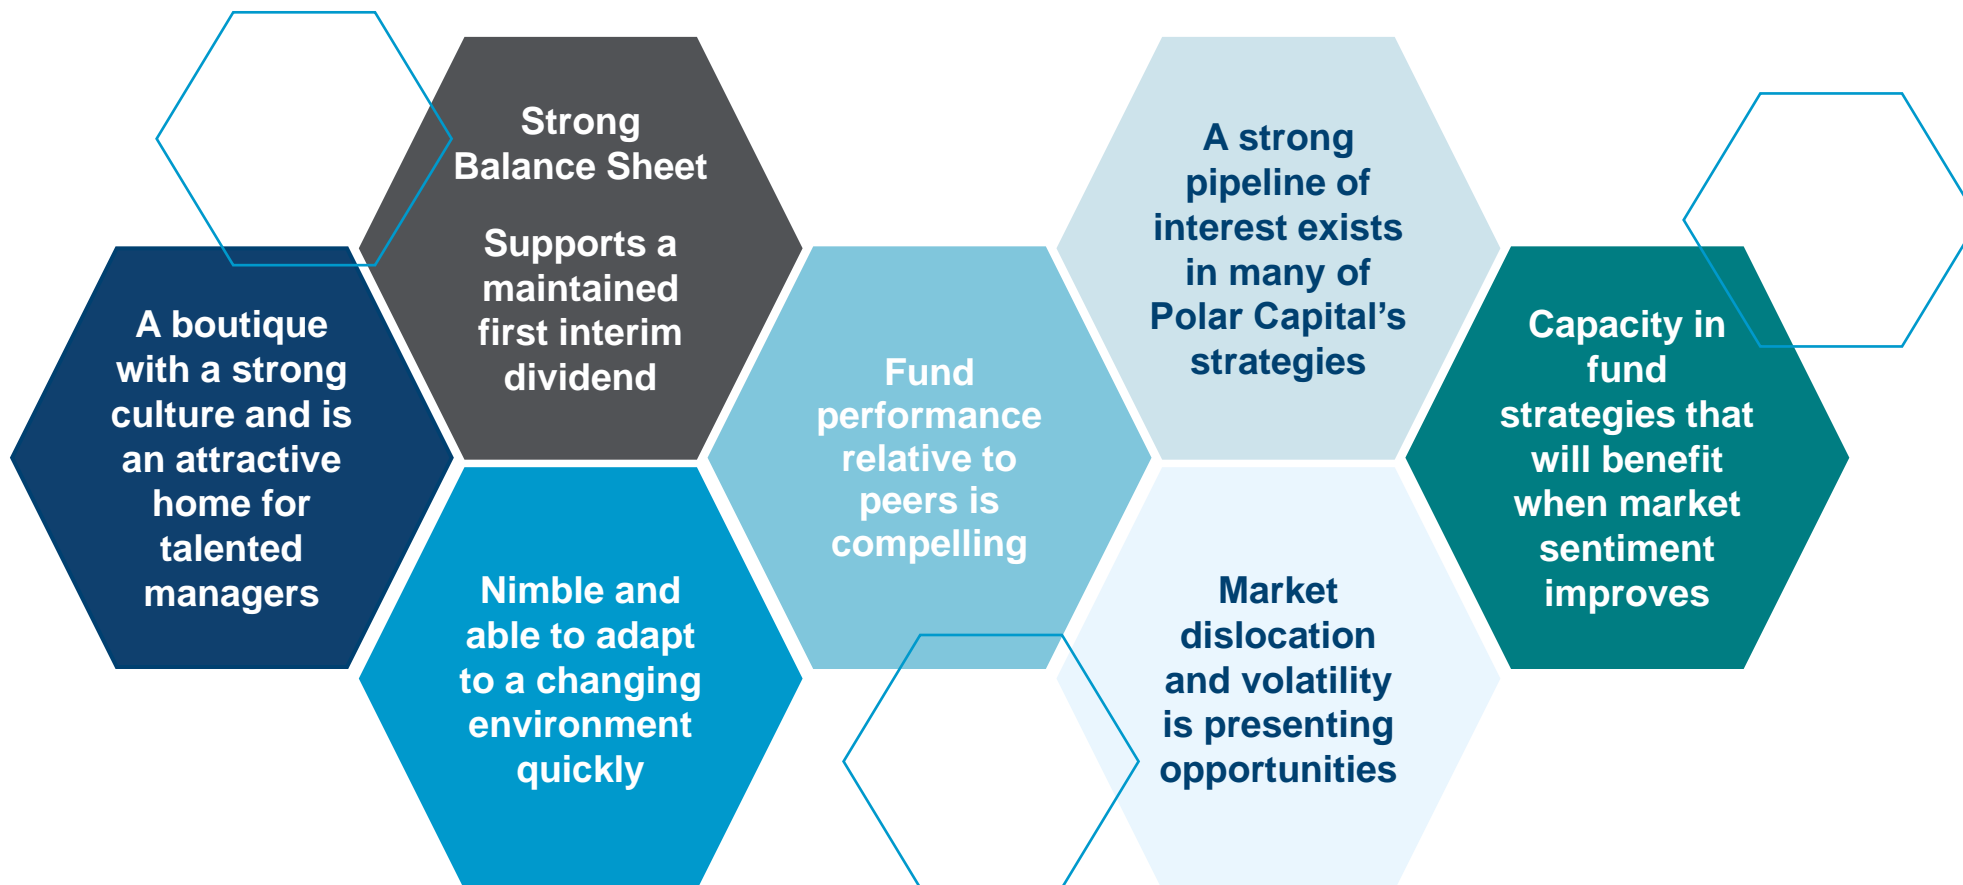 A boutique
with a strong
culture and is
an attractive
home for
talented
managers
Strong
Balance Sheet
Supports a
maintained
first interim
dividend
Nimble and
able to adapt
to a changing
environment
quickly
Fund
performance
relative to
peers is
compelling
A strong
pipeline of
interest exists
in many of
Polar Capital’s
strategies
Market
dislocation
and volatility
is presenting
opportunities
Capacity in
fund
strategies that
will benefit
when market
sentiment
improves